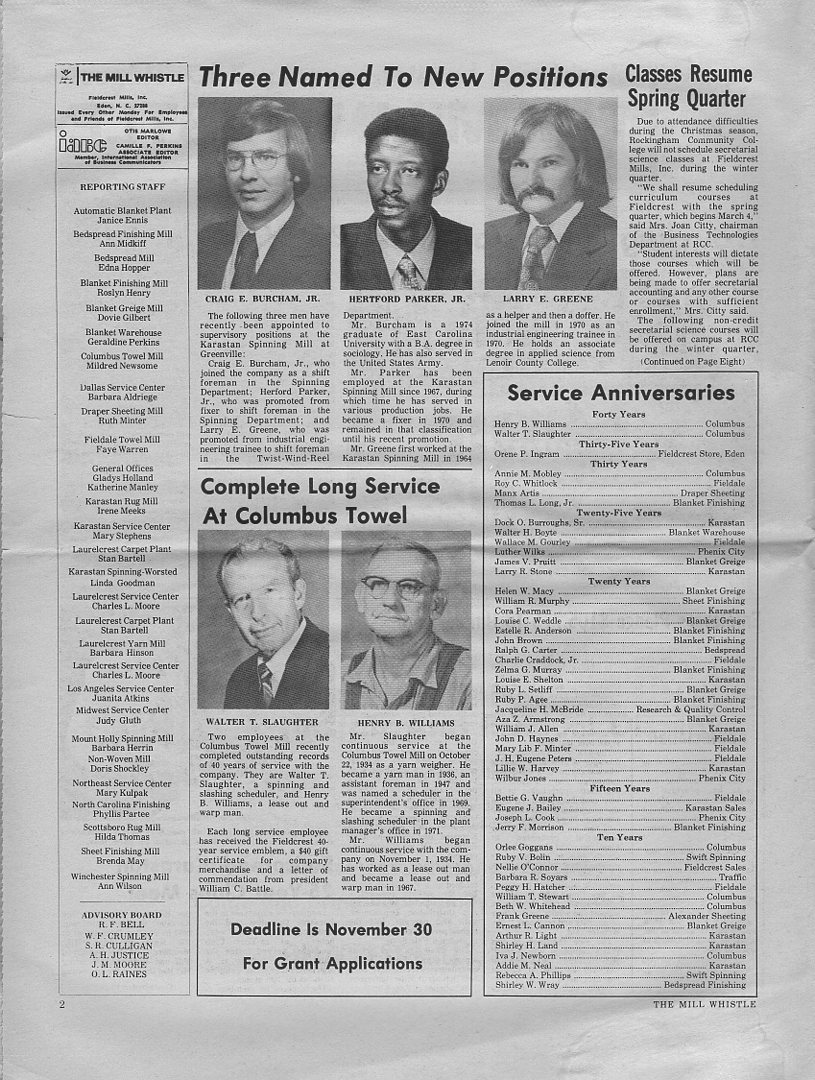 THE MILL WHISTLE
Fieldcrest Mills, Inc.
Eden, N. C. 27288
Issued Every Other Monday For Employees
and Friends of Fieldcrest Mills, Inc.
OTIS MARLOWE
EDITOR
CAMILLE F. PERKINS
ASSOCIATE EDITOR
Member, International Association
of Business Communicators
REPORTING STAFF
Automatic Blanket Plant
Janice Ennis
Bedspread Finishing Mill
Ann Midkiff
Bedspread Mill
Edna Hopper
Blanket Finishing Mill
Roslyn Henry
Blanket Greige Mill
Dovie Gilbert
Blanket Warehouse
Geraldine Perkins
Columbus Towel Mill
Mildred Newsome
Dallas Service Center
Barbara Aldriege
Draper Sheeting Mill
Ruth Minter
Fieldale Towel Mill
Faye Warren
General Offices
Gladys Holland
Katherine Manley
Karastan Rug Mill
Irene Meeks
Karastan Service Center
Mary Stephens
Laurelcrest Carpet Plant
Stan Bartell
Karastan Spinning-Worsted
Linda Goodman
Laurelcrest Service Center
Charles L. Moore
Laurelcrest Carpet Plant
Stan Bartell
Laurelcrest Yarn Mill
Barbara Hinson
Laurelcrest Service Center
Charles L. Moore
Los Angeles Service Center
Juanita Atkins
Midwest Service Center
Judy Gluth
Mount Holly Spinning Mill
Barbara Herrin
Non-Woven Mill
Doris Shockley
Northeast Service Center
Mary Kulpak
North Carolina Finishing
Phyllis Partee
Scottsboro Rug Mill
Hilda Thomas
Sheet Finishing Mill
Brenda May
Winchester Spinning Mill
Ann Wilson
ADVISORY BOARD
R. F. BELL
W. F. CRUMLEY
S. R. CULLIGAN
A. H. JUSTICE
J. M. MOORE
O. L. RAINES
Three Named To New Positions
CRAIG E. BURCHAM, JR.
HERTFORD PARKER, JR.
LARRY E. GREENE
The following three men have
recently been appointed to
supervisory positions at the
Karastan Spinning Mill at
Greenville:
Craig E. Burcham, Jr., who
joined the company as a shift
foreman in the Spinning
Department; Herford Parker,
Jr., who was promoted from
fixer to shift foreman in the
Spinning Department; and
Larry E. Greene, who was
promoted from industrial engi-
neering trainee to shift foreman
in the Twist-Wind-Reel
Department.
Mr. Burcham is a 1974
graduate of East Carolina
University with a B.A. degree in
sociology. He has also served in
the United States Army.
Mr. Parker has been
employed at the Karastan
Spinning Mill since 1967, during
which time he has served in
various production jobs. He
became a fixer in 1970 and
remained in that classification
until his recent promotion.
Mr. Greene first worked at the
Karastan Spinning Mill in 1964
as a helper and then a doffer. He
joined the mill in 1970 as an
industrial engineering trainee in
1970. He holds an associate
degree in applied science from
Lenoir County College.
Classes Resume
Spring Quarter
Due to attendance difficulties
during the Christmas season,
Rockingham Community Col-
lege will not schedule secretarial
science classes at Fieldcrest
Mills, Inc. during the winter
quarter.
"We shall resume scheduling
curriculum courses at
Fieldcrest with the spring
quarter, which begins March 4,"
said Mrs. Joan Citty, chairman
of the Business Technologies
Department at RCC.
"Student interests will dictate
those courses which will be
offered. However, plans are
being made to offer secretarial
accounting and any other course
or courses with sufficient
enrollment," Mrs. Citty said.
The following non-credit
secretarial science courses will
be offered on campus at RCC
during the winter quarter,
(Continued on Page Eight)
Complete Long Service
At Columbus Towel
WALTER T. SLAUGHTER
HENRY B. WILLIAMS
Two employees at the
Columbus Towel Mill recently
completed outstanding records
of 40 years of service with the
company. They are Walter T.
Slaughter, a spinning and
slashing scheduler, and Henry
B. Williams, a lease out and
warp man.
Each long service employee
has received the Fieldcrest 40-
year service emblem, a $40 gift
certificate for company
merchandise and a letter of
commendation from president
William C. Battle.
Mr. Slaughter began
continuous service at the
Columbus Towel Mill on October
22, 1934 as a yarn weigher. He
became a yarn man in 1936, an
assistant foreman in 1947 and
was named a scheduler in the
superintendent's office in 1969.
He became a spinning and
slashing scheduler in the plant
manager's office in 1971.
Mr. Williams began
continuous service with the com-
pany on November 1, 1934. He
has worked as a lease out man
and became a lease out and
warp man in 1967.
Deadline Is November 30
For Grant Applications
Service Anniversaries
Forty Years
Henry B. Williams ... Columbus
Walter T. Slaughter ... Columbus
Thirty-Five Years
Orene P. Ingram ... Fieldcrest Store, Eden
Thirty Years
Annie M. Mobley ... Columbus
Roy C. Whitlock ... Fieldale
Manx Artis ... Draper Sheeting
Thomas L. Long, Jr. ... Blanket Finishing
Twenty-Five Years
Dock O. Burroughs, Sr. ... Karastan
Walter H. Boyte ... Blanket Warehouse
Wallace M. Gourley ... Fieldale
Luther Wilks ... Phenix City
James V. Pruitt ... Blanket Greige
Larry R. Stone ... Karastan
Twenty Years
Helen W. Macy ... Blanket Greige
William R. Murphy ... Sheet Finishing
Cora Pearman ... Karastan
Louise C. Weddle ... Blanket Greige
Estelle R. Anderson ... Blanket Finishing
John Brown ... Blanket Finishing
Ralph G. Carter ... Bedspread
Charlie Craddock, Jr. ... Fieldale
Zelma G. Murray ... Blanket Finishing
Louise E. Shelton ... Karastan
Ruby L. Setliff ... Blanket Greige
Ruby P. Agee ... Blanket Finishing
Jacqueline H. McBride ... Research & Quality Control
Aza Z. Armstrong ... Blanket Greige
William J. Allen ... Karastan
John D. Haynes ... Fieldale
Mary Lib F. Minter ... Fieldale
J. H. Eugene Peters ... Fieldale
Lillie W. Harvey ... Karastan
Wilbur Jones ... Phenix City
Fifteen Years
Bettie G. Vaughn ... Fieldale
Eugene J. Bailey ... Karastan Sales
Joseph L. Cook ... Phenix City
Jerry F. Morrison ... Blanket Finishing
Ten Years
Orlee Goggans ... Columbus
Ruby V. Bolin ... Swift Spinning
Nellie O'Connor ... Fieldcrest Sales
Barbara R. Soyars ... Traffic
Peggy H. Hatcher ... Fieldale
William T. Stewart ... Columbus
Beth W. Whitehead ... Columbus
Frank Greene ... Alexander Sheeting
Ernest L. Cannon ... Blanket Greige
Arthur R. Light ... Karastan
Shirley H. Land ... Karastan
Iva J. Newborn ... Columbus
Addie M. Neal ... Karastan
Rebecca A. Phillips ... Swift Spinning
Shirley W. Wray ... Bedspread Finishing
2
THE MILL WHISTLE